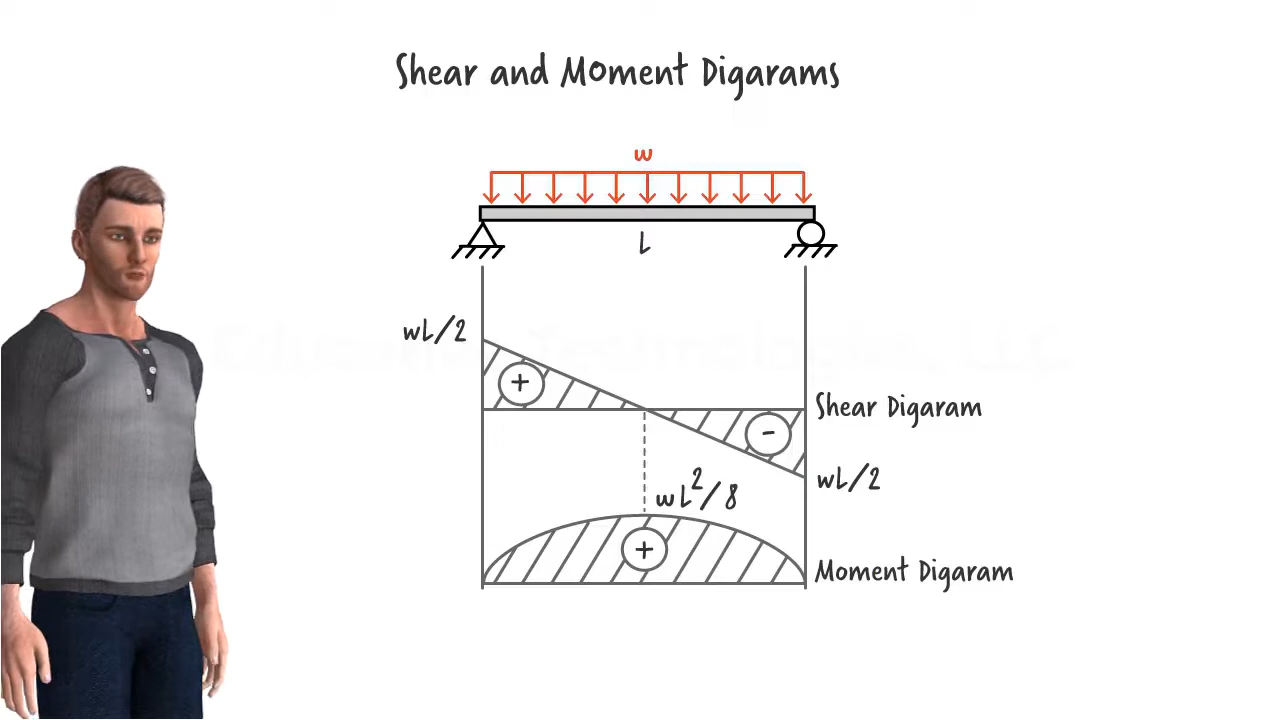 Shear and Moment Digarams
w
L
wL/2
+
Shear Digaram
-
wL/2
wL²/8
+
Moment Digaram